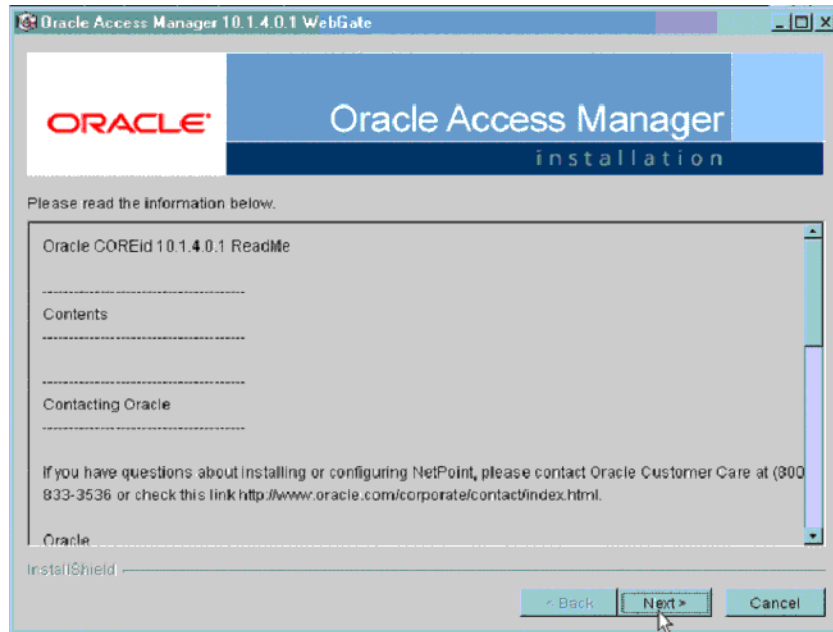 Oracle Access Manager 10.1.4.0.1 WebGate
ORACLE
Oracle Access Manager
installation
Please read the information below.
Oracle COREid 10.1.4.0.1 ReadMe
----------------------------------------
Contents
----------------------------------------
----------------------------------------
Contacting Oracle
----------------------------------------
If you have questions about installing or configuring NetPoint, please contact Oracle Customer Care at (800
833-3536 or check this link http://www.oracle.com/corporate/contact/index.html.
Oracle
InstallShield
< Back
Next >
Cancel